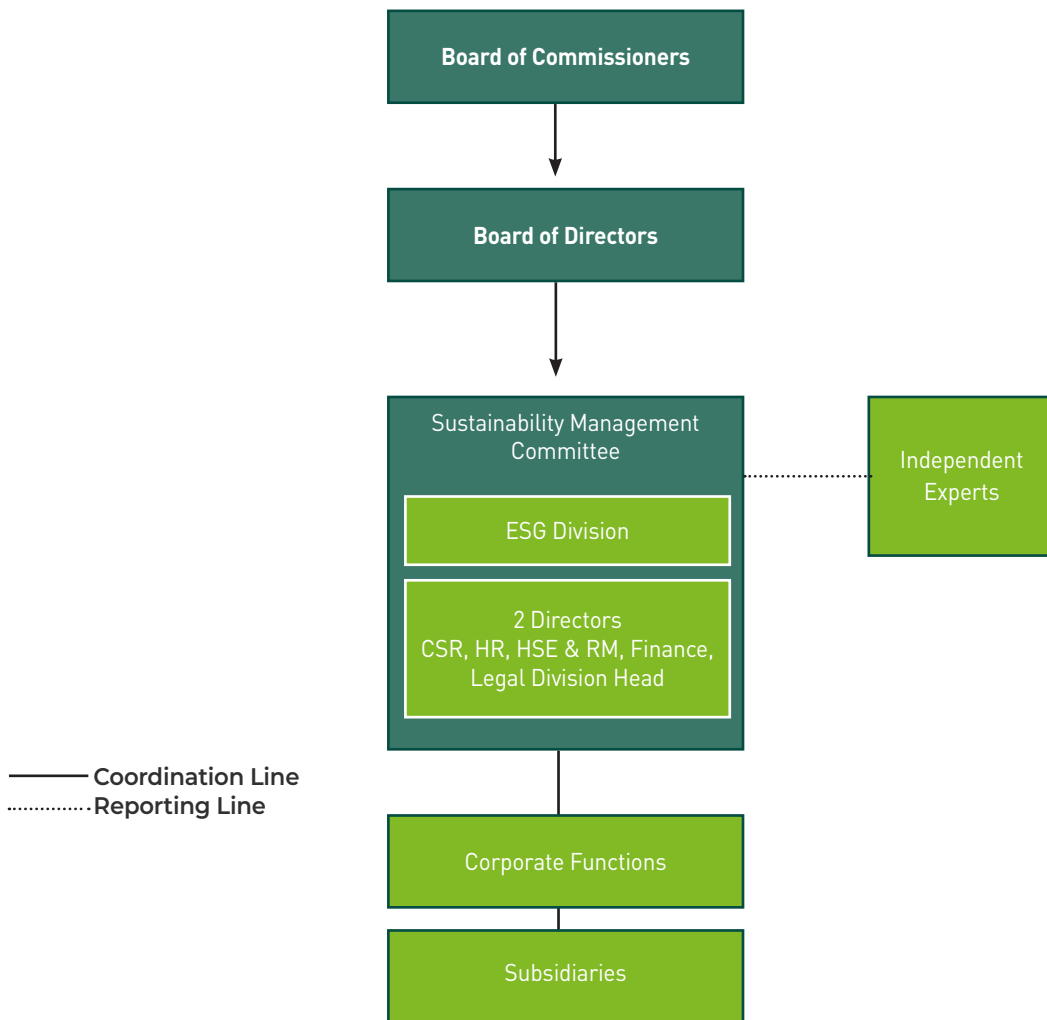 Board of Commissioners
Board of Directors
Sustainability Management
Committee
Independent
Experts
ESG Division
2 Directors
CSR, HR, HSE & RM, Finance,
Legal Division Head
Coordination Line
Reporting Line
Corporate Functions
Subsidiaries